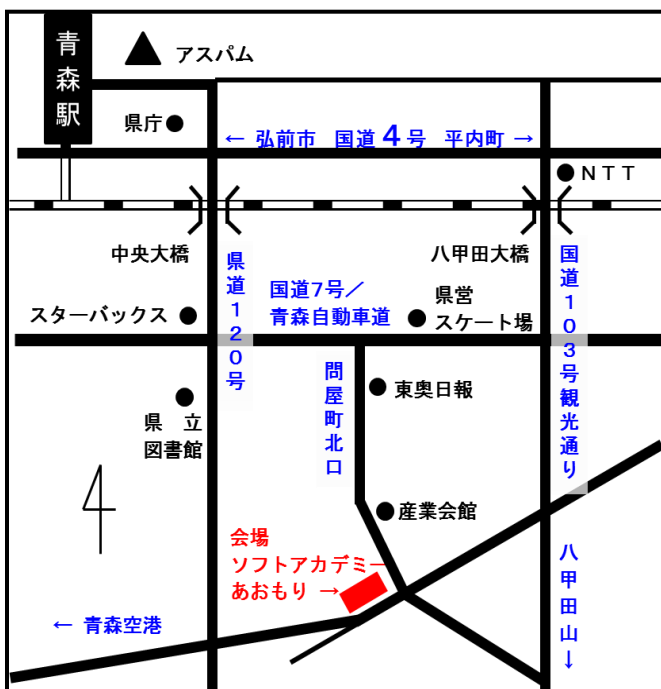 青森駅
アスパム
県庁
← 弘前市　国道４号　平内町 →
ＮＴＴ
中央大橋
八甲田大橋
県道１２０号
国道１０３号観光通り
国道7号／
青森自動車道
県営
スケート場
スターバックス
問屋町北口
東奥日報
県　立
図書館
産業会館
会場
ソフトアカデミー
あおもり →
← 青森空港
八甲田山↓